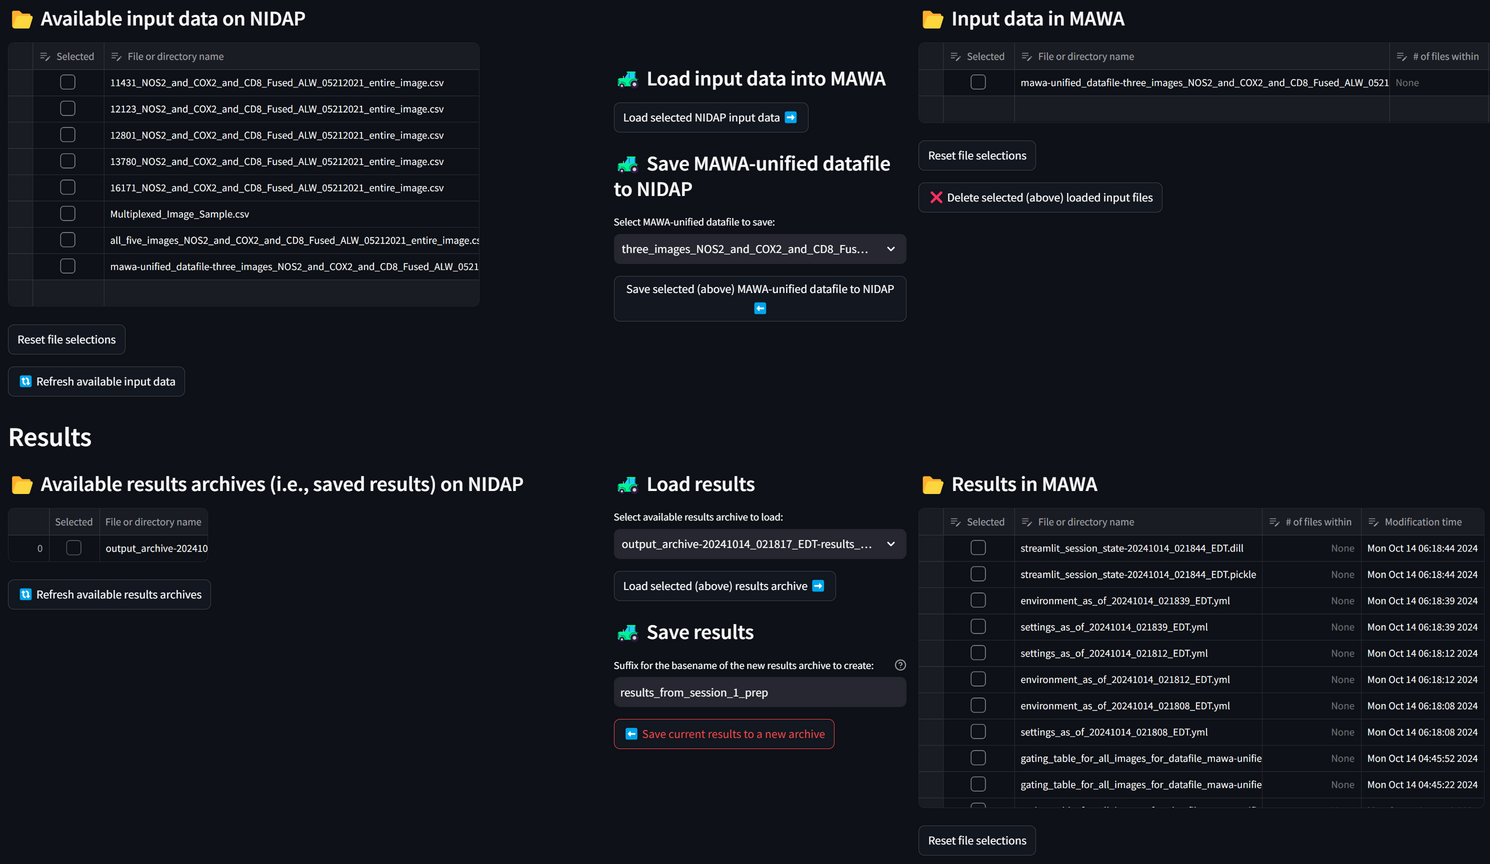 Available input data on NIDAP
Selected File or directory name
11431_NOS2_and_COX2_and_CD8_Fused_ALW_05212021_entire_image.csv
12123_NOS2_and_COX2_and_CD8_Fused_ALW_05212021_entire_image.csv
12801_NOS2_and_COX2_and_CD8_Fused_ALW_05212021_entire_image.csv
13780_NOS2_and_COX2_and_CD8_Fused_ALW_05212021_entire_image.csv
16171_NOS2_and_COX2_and_CD8_Fused_ALW_05212021_entire_image.csv
Multiplexed_Image_Sample.csv
all_five_images_NOS2_and_COX2_and_CD8_Fused_ALW_05212021_entire_image.cs
mawa-unified_datafile-three_images_NOS2_and_COX2_and_CD8_Fused_ALW_0521
Reset file selections
Refresh available input data
Load input data into MAWA
Load selected NIDAP input data
Save MAWA-unified datafile
to NIDAP
Select MAWA-unified datafile to save:
three_images_NOS2_and_COX2_and_CD8_Fus...
Save selected (above) MAWA-unified datafile to NIDAP
Input data in MAWA
Selected File or directory name # of files within
mawa-unified_datafile-three_images_NOS2_and_COX2_and_CD8_Fused_ALW_0521 None
Reset file selections
Delete selected (above) loaded input files
Results
Available results archives (i.e., saved results) on NIDAP
Selected File or directory name
0 output_archive-202410
Refresh available results archives
Load results
Select available results archive to load:
output_archive-20241014_021817_EDT-results_...
Load selected (above) results archive
Save results
Suffix for the basename of the new results archive to create:
results_from_session_1_prep
Save current results to a new archive
Results in MAWA
Selected File or directory name # of files within Modification time
streamlit_session_state-20241014_021844_EDT.dill None Mon Oct 14 06:18:44 2024
streamlit_session_state-20241014_021844_EDT.pickle None Mon Oct 14 06:18:44 2024
environment_as_of_20241014_021839_EDT.yml None Mon Oct 14 06:18:39 2024
settings_as_of_20241014_021839_EDT.yml None Mon Oct 14 06:18:39 2024
settings_as_of_20241014_021812_EDT.yml None Mon Oct 14 06:18:12 2024
environment_as_of_20241014_021812_EDT.yml None Mon Oct 14 06:18:12 2024
environment_as_of_20241014_021808_EDT.yml None Mon Oct 14 06:18:08 2024
settings_as_of_20241014_021808_EDT.yml None Mon Oct 14 06:18:08 2024
gating_table_for_all_images_for_datafile_mawa-unifie None Mon Oct 14 04:45:52 2024
gating_table_for_all_images_for_datafile_mawa-unifie None Mon Oct 14 04:45:22 2024
Reset file selections